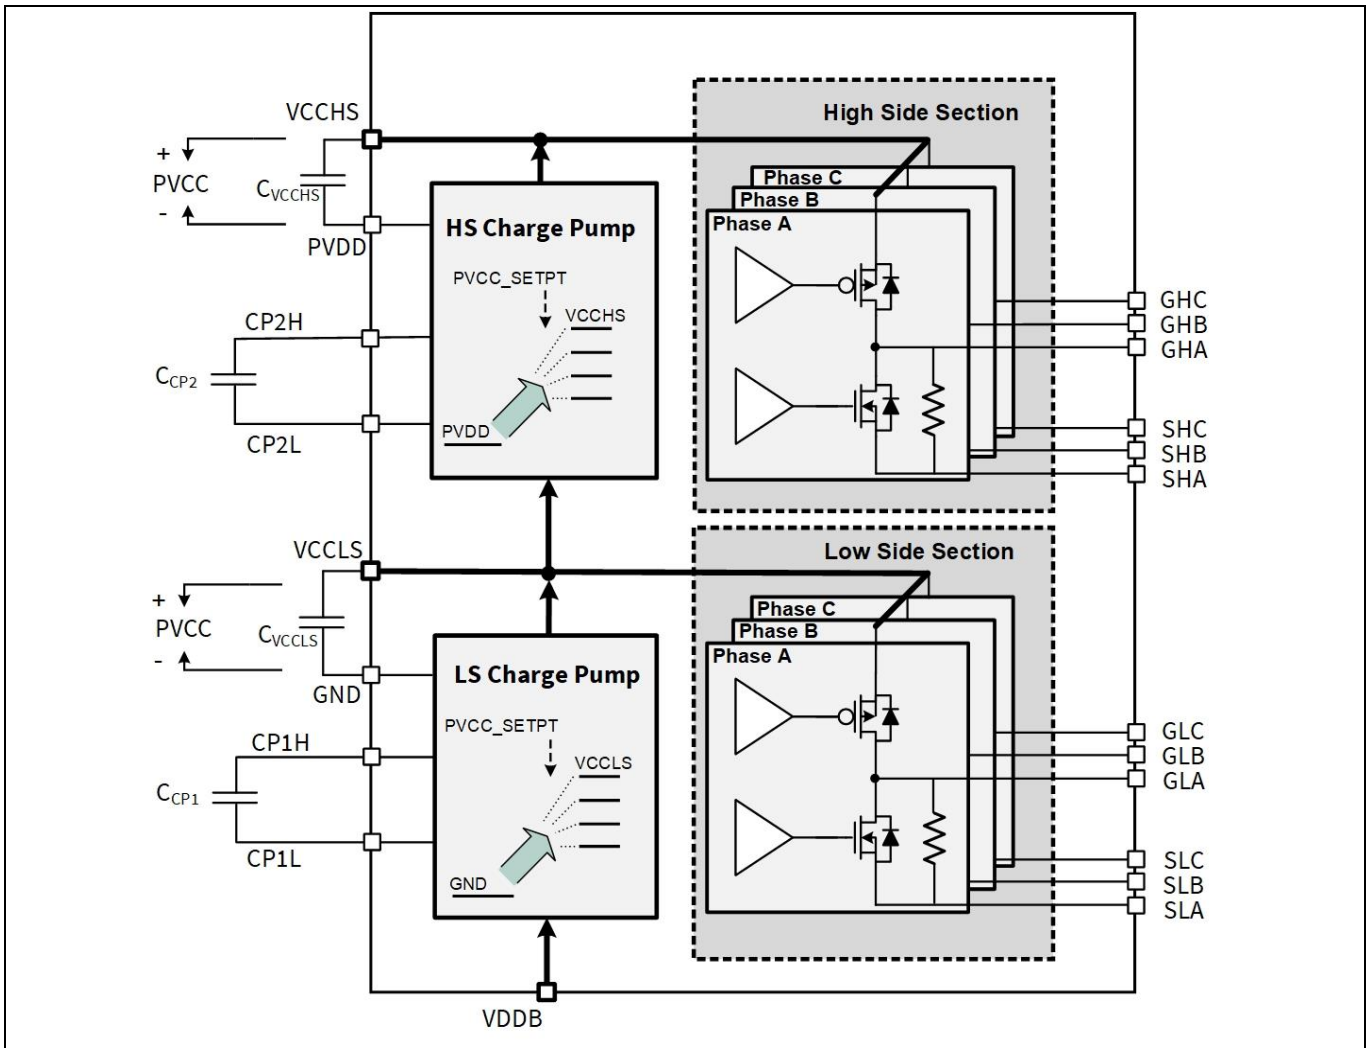 VCCHS
+
PVCC
-
CVCCHS
PVDD
CP2H
CCP2
CP2L
HS Charge Pump
PVCC_SETPT
VCCHS
PVDD
High Side Section
Phase C
Phase B
Phase A
GHC
GHB
GHA
SHC
SHB
SHA
VCCLS
+
PVCC
-
CVCCLS
GND
CP1H
CCP1
CP1L
LS Charge Pump
PVCC_SETPT
VCCLS
GND
VDDB
Low Side Section
Phase C
Phase B
Phase A
GLC
GLB
GLA
SLC
SLB
SLA